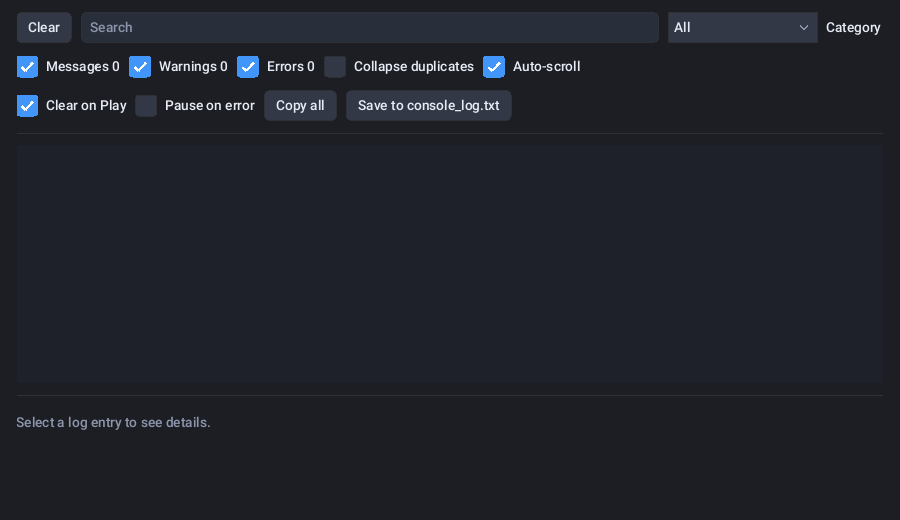 Clear Search All Category
Messages 0 Warnings 0 Errors 0 Collapse duplicates Auto-scroll
Clear on Play Pause on error Copy all Save to console_log.txt
Select a log entry to see details.